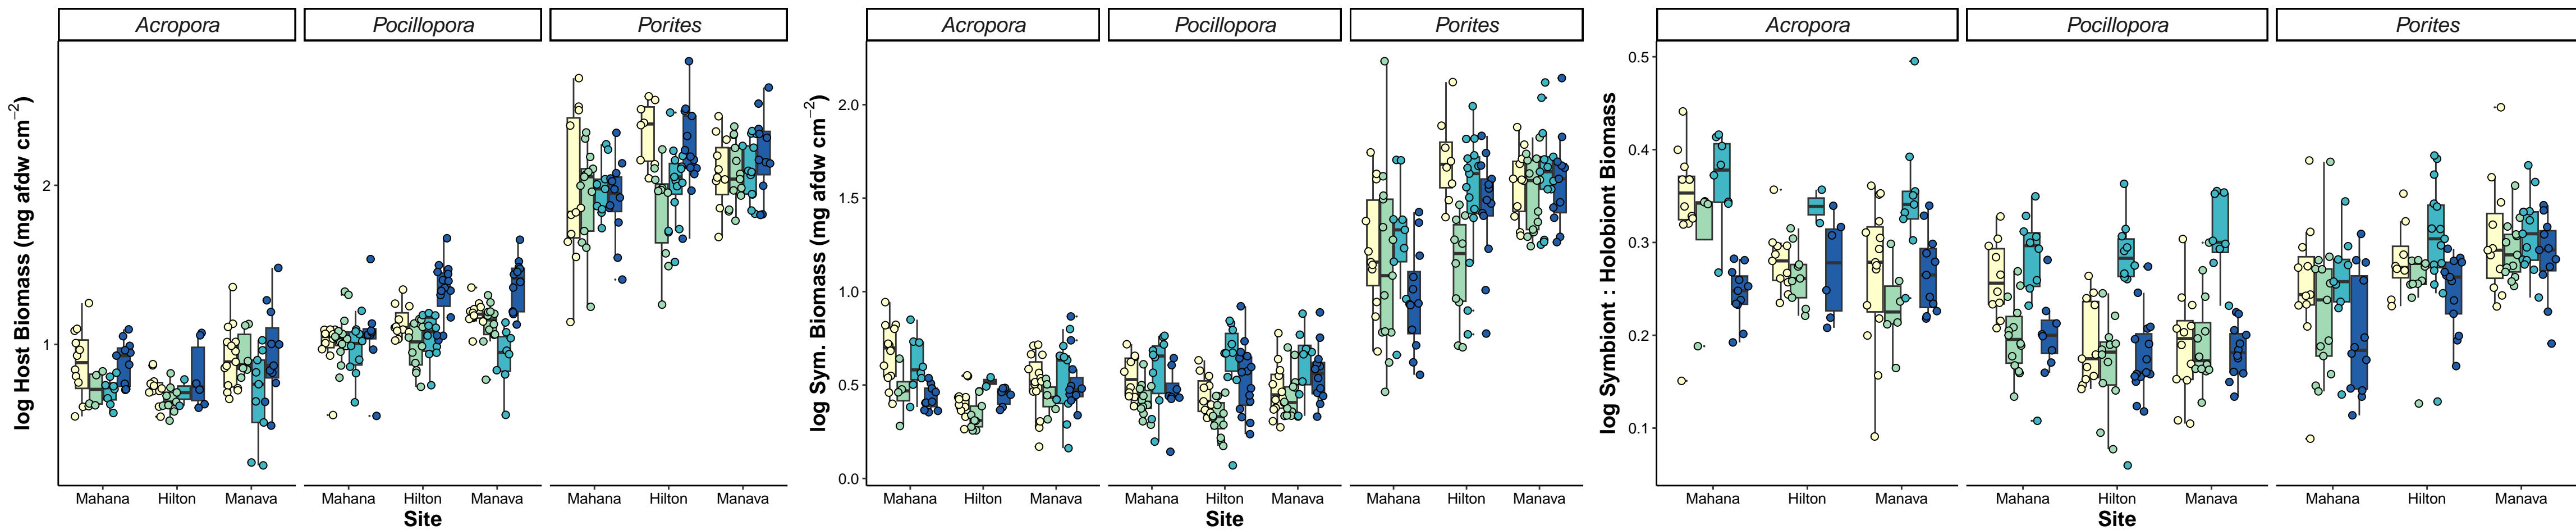 Acropora Pocillopora Porites
log Host Biomass (mg afdw cm⁻²)
2
1
Mahana Hilton Manava Mahana Hilton Manava Mahana Hilton Manava
Site
Acropora Pocillopora Porites
log Sym. Biomass (mg afdw cm⁻²)
2.0
1.5
1.0
0.5
0.0
Mahana Hilton Manava Mahana Hilton Manava Mahana Hilton Manava
Site
Acropora Pocillopora Porites
log Symbiont : Holobiont Biomass
0.5
0.4
0.3
0.2
0.1
Mahana Hilton Manava Mahana Hilton Manava Mahana Hilton Manava
Site